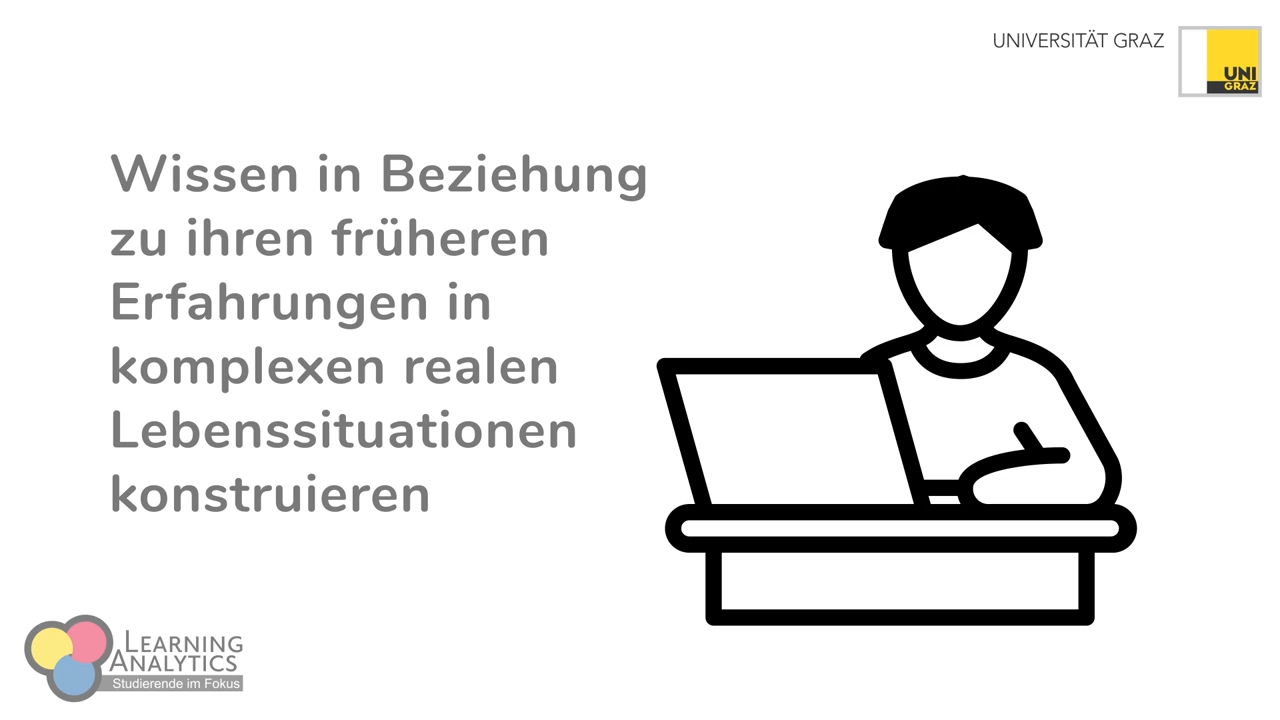 UNIVERSITÄT GRAZ
UNI
GRAZ
Wissen in Beziehung
zu ihren früheren
Erfahrungen in
komplexen realen
Lebenssituationen
konstruieren
LEARNING
ANALYTICS
Studierende im Fokus